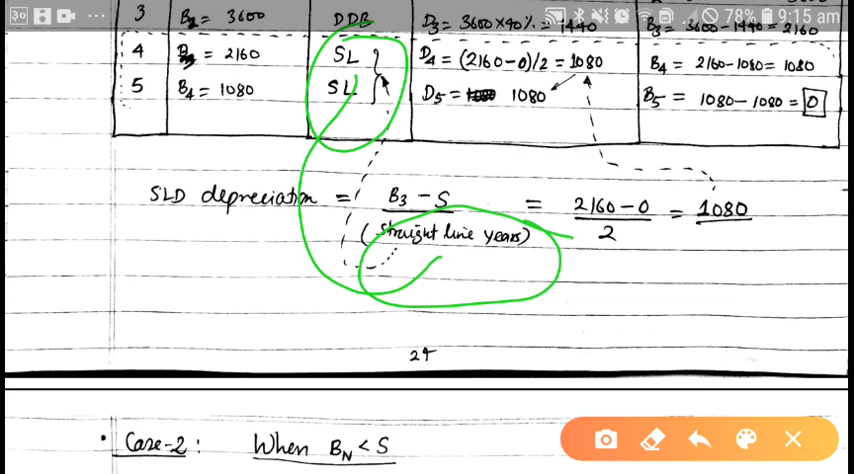 30 ... 78% 9:15 am
3 B₂ = 3600 DDB D₃ = 3600×40% = 1440 B₃ = 3600-1440 = 2160
4 B₃ = 2160 SL D₄ = (2160-0)/2 = 1080 B₄ = 2160-1080 = 1080
5 B₄ = 1080 SL D₅ = 1080 B₅ = 1080-1080 = 0
SLD depreciation = B₃ - S / (straight line years) = 2160-0 / 2 = 1080
24
• Case-2: When B_N < S